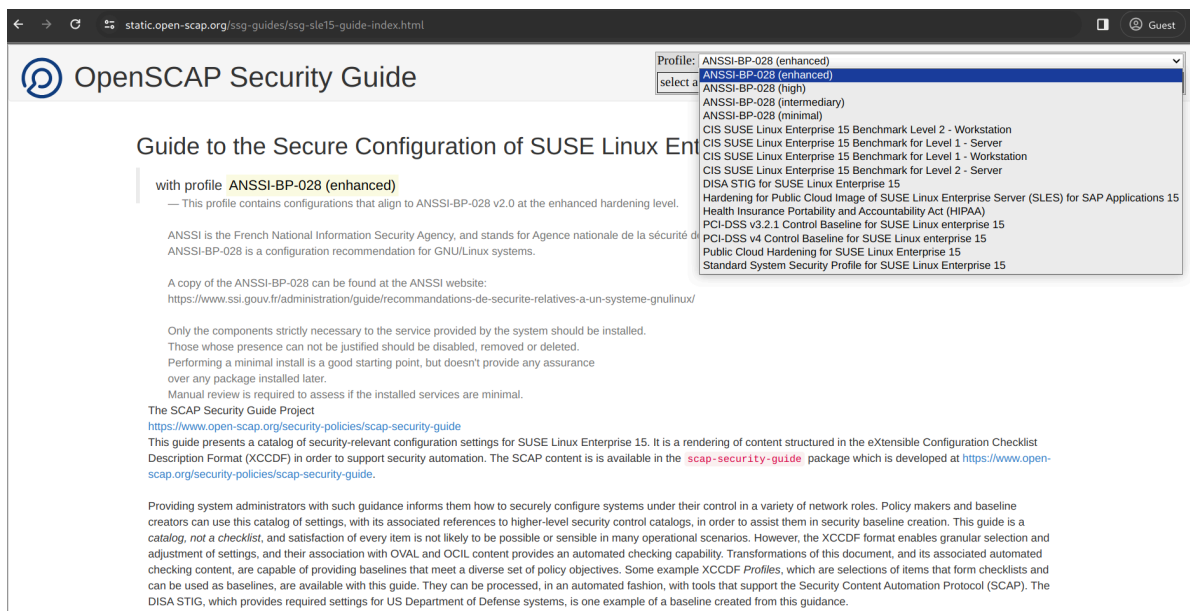 static.open-scap.org/ssg-guides/ssg-sle15-guide-index.html
Guest
OpenSCAP Security Guide
Profile: ANSSI-BP-028 (enhanced)
select a
ANSSI-BP-028 (enhanced)
ANSSI-BP-028 (high)
ANSSI-BP-028 (intermediary)
ANSSI-BP-028 (minimal)
CIS SUSE Linux Enterprise 15 Benchmark Level 2 - Workstation
CIS SUSE Linux Enterprise 15 Benchmark for Level 1 - Server
CIS SUSE Linux Enterprise 15 Benchmark for Level 1 - Workstation
CIS SUSE Linux Enterprise 15 Benchmark for Level 2 - Server
DISA STIG for SUSE Linux Enterprise 15
Hardening for Public Cloud Image of SUSE Linux Enterprise Server (SLES) for SAP Applications 15
Health Insurance Portability and Accountability Act (HIPAA)
PCI-DSS v3.2.1 Control Baseline for SUSE Linux enterprise 15
PCI-DSS v4 Control Baseline for SUSE Linux enterprise 15
Public Cloud Hardening for SUSE Linux Enterprise 15
Standard System Security Profile for SUSE Linux Enterprise 15
Guide to the Secure Configuration of SUSE Linux Ent
with profile ANSSI-BP-028 (enhanced)
— This profile contains configurations that align to ANSSI-BP-028 v2.0 at the enhanced hardening level.
ANSSI is the French National Information Security Agency, and stands for Agence nationale de la sécurité d
ANSSI-BP-028 is a configuration recommendation for GNU/Linux systems.
A copy of the ANSSI-BP-028 can be found at the ANSSI website:
https://www.ssi.gouv.fr/administration/guide/recommandations-de-securite-relatives-a-un-systeme-gnulinux/
Only the components strictly necessary to the service provided by the system should be installed.
Those whose presence can not be justified should be disabled, removed or deleted.
Performing a minimal install is a good starting point, but doesn't provide any assurance
over any package installed later.
Manual review is required to assess if the installed services are minimal.
The SCAP Security Guide Project
https://www.open-scap.org/security-policies/scap-security-guide
This guide presents a catalog of security-relevant configuration settings for SUSE Linux Enterprise 15. It is a rendering of content structured in the eXtensible Configuration Checklist
Description Format (XCCDF) in order to support security automation. The SCAP content is is available in the scap-security-guide package which is developed at https://www.open-
scap.org/security-policies/scap-security-guide.
Providing system administrators with such guidance informs them how to securely configure systems under their control in a variety of network roles. Policy makers and baseline
creators can use this catalog of settings, with its associated references to higher-level security control catalogs, in order to assist them in security baseline creation. This guide is a
catalog, not a checklist, and satisfaction of every item is not likely to be possible or sensible in many operational scenarios. However, the XCCDF format enables granular selection and
adjustment of settings, and their association with OVAL and OCIL content provides an automated checking capability. Transformations of this document, and its associated automated
checking content, are capable of providing baselines that meet a diverse set of policy objectives. Some example XCCDF Profiles, which are selections of items that form checklists and
can be used as baselines, are available with this guide. They can be processed, in an automated fashion, with tools that support the Security Content Automation Protocol (SCAP). The
DISA STIG, which provides required settings for US Department of Defense systems, is one example of a baseline created from this guidance.